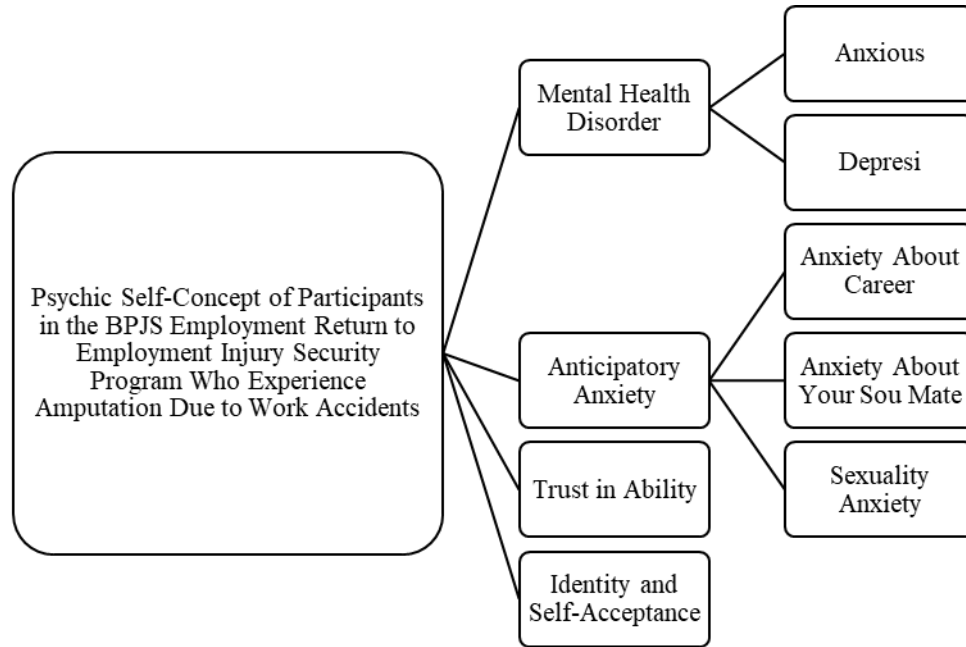 Psychic Self-Concept of Participants
in the BPJS Employment Return to
Employment Injury Security
Program Who Experience
Amputation Due to Work Accidents
Mental Health
Disorder
Anxious
Depresi
Anticipatory
Anxiety
Anxiety About
Career
Anxiety About
Your Sou Mate
Sexuality
Anxiety
Trust in Ability
Identity and
Self-Acceptance